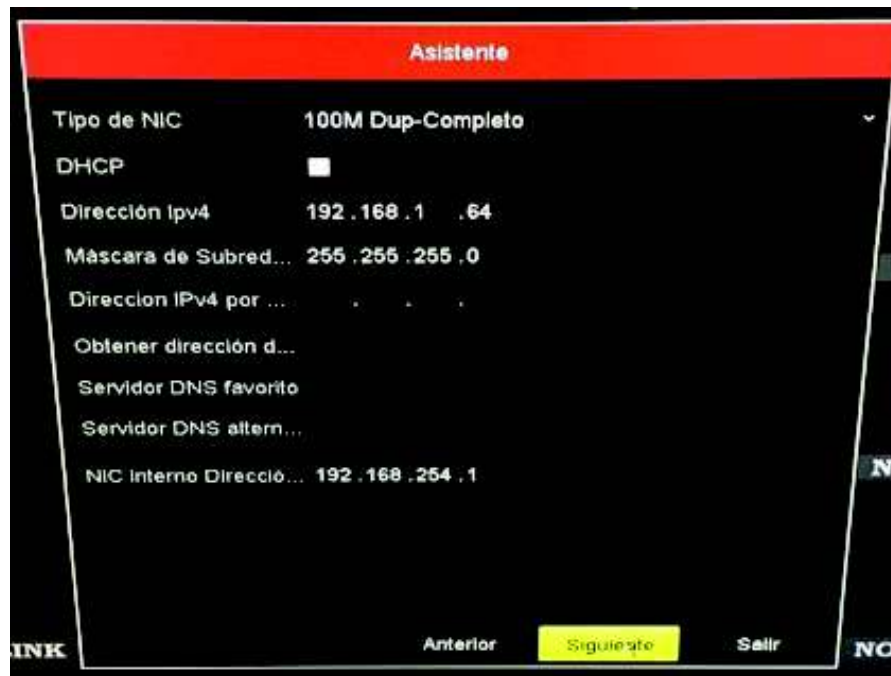 Asistente
Tipo de NIC 100M Dup-Completo
DHCP
Dirección Ipv4 192.168.1.64
Máscara de Subred... 255.255.255.0
Direccion IPv4 por ... . . .
Obtener dirección d...
Servidor DNS favorito
Servidor DNS altern...
NIC Interno Direcció... 192.168.254.1
N
Anterior Siguiente Salir
INK NO